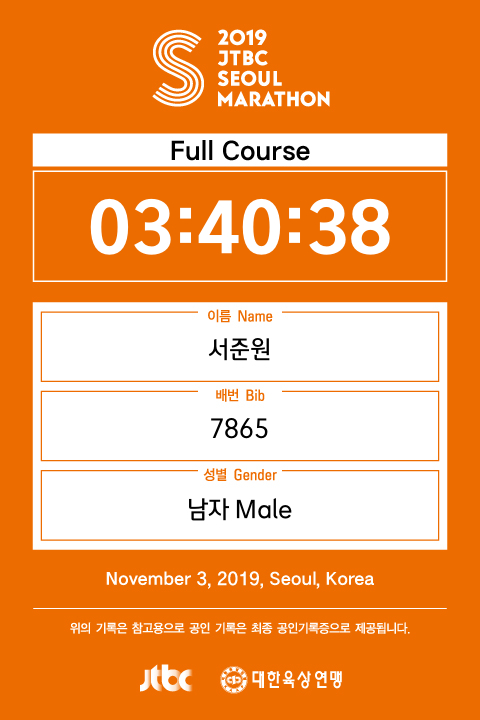 2019
JTBC
SEOUL
MARATHON
Full Course
03:40:38
이름 Name
서준원
배번 Bib
7865
성별 Gender
남자 Male
November 3, 2019, Seoul, Korea
위의 기록은 참고용으로 공인 기록은 최종 공인기록증으로 제공됩니다.
jtbc 대한육상연맹